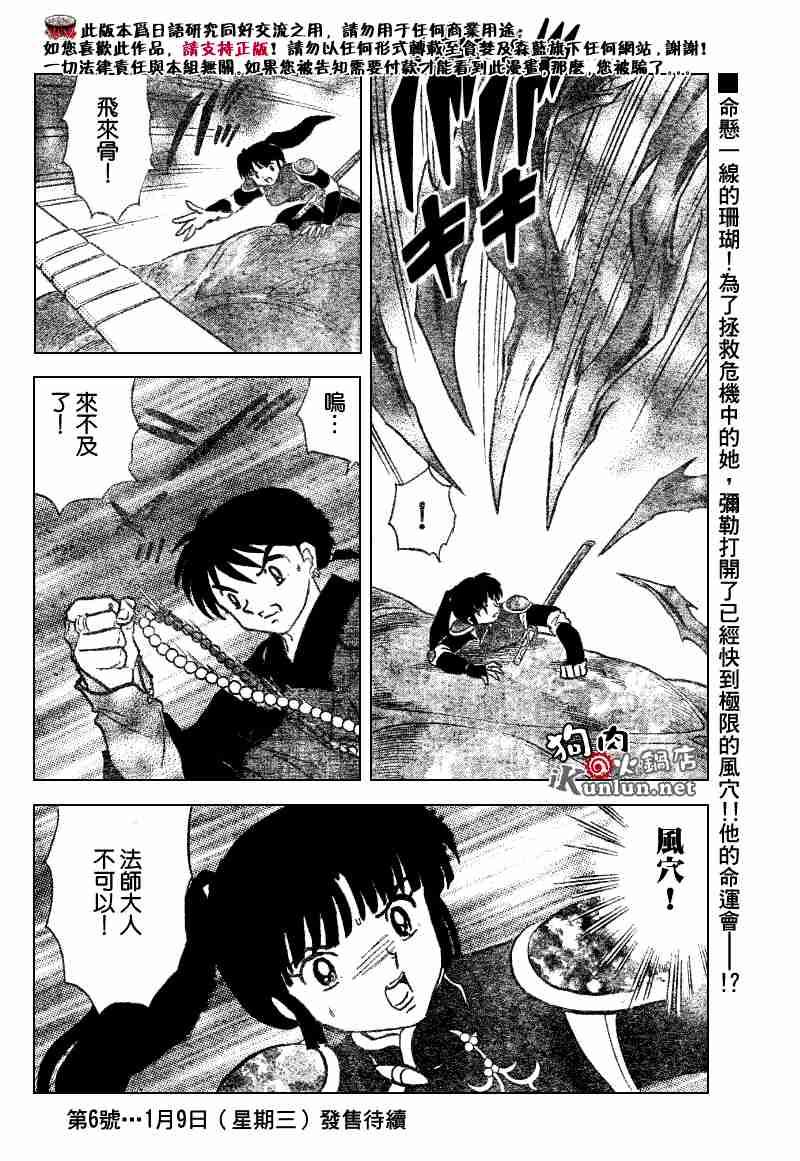 此版本爲日語研究同好交流之用，請勿用于任何商業用途。
如您喜歡此作品，請支持正版！請勿以任何形式轉載至貪婪及森藍旗下任何網站，謝謝！
一切法律責任與本組無關。如果您被告知需要付款才能看到此漫畫，那麼，您被騙了……
■命懸一線的珊瑚！為了拯救危機中的她，彌勒打開了已經快到極限的風穴!!他的命運會──!?
！
飛來骨！
嗚…
來不及
了！
風穴！
法師大人
不可以！
狗肉火鍋店
iKunlun.net
第6號…1月9日（星期三）發售待續